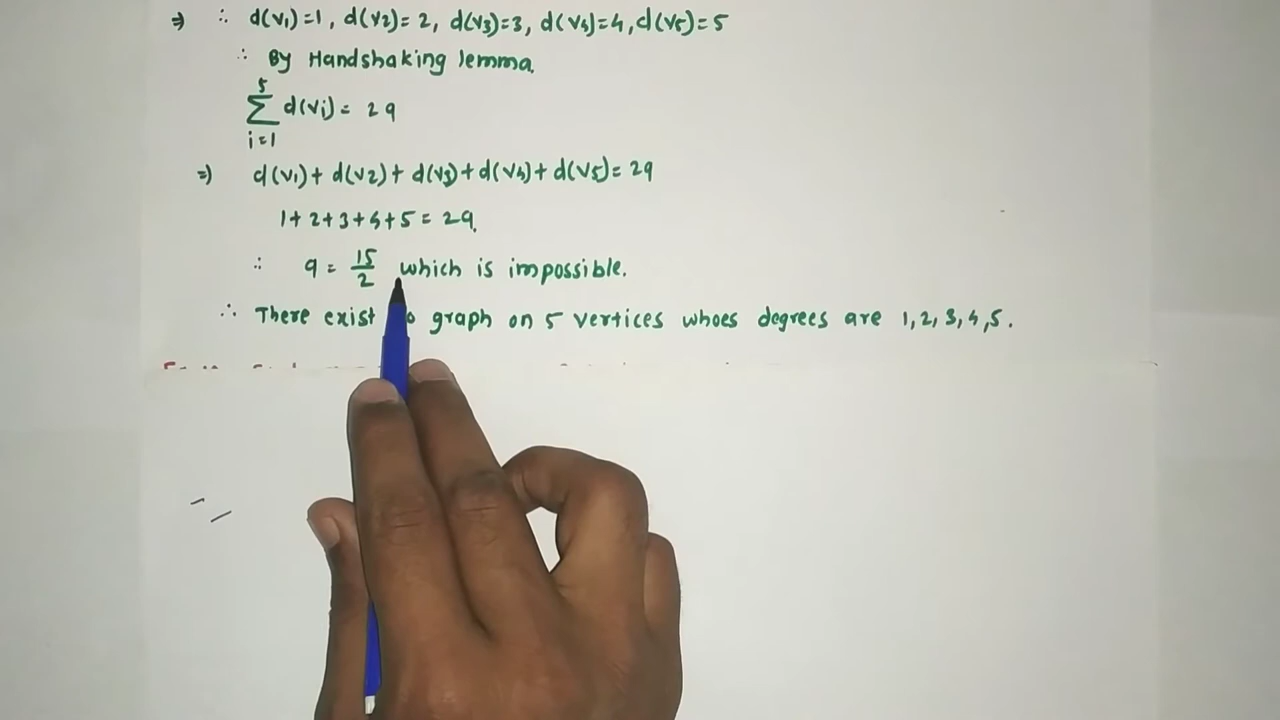 ⇒ ∴ d(v₁)=1, d(v2)= 2, d(v₃)=3, d(v₄)=4, d(v₅)= 5
∴ By Handshaking lemma.
5
∑ d(vi) = 2q
i=1
⇒) d(v₁)+ d(v2)+ d(v₃)+d(v₄)+ d(v5)= 2q
1+ 2+ 3+4+5 = 2q.
∴ q = 15/2 which is impossible.
∴ There exist graph on 5 vertices whoes degrees are 1,2,3,4,5.